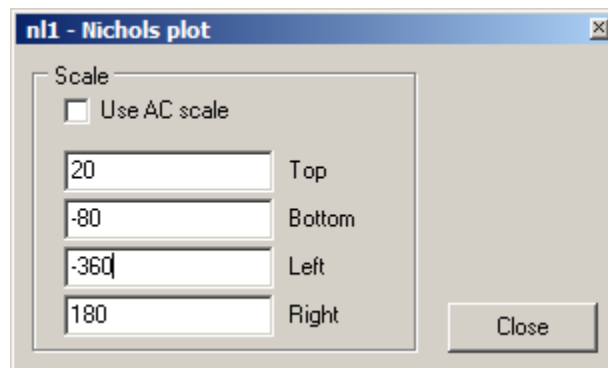 nl1 - Nichols plot
Scale
Use AC scale
20 Top
-80 Bottom
-360 Left
180 Right
Close